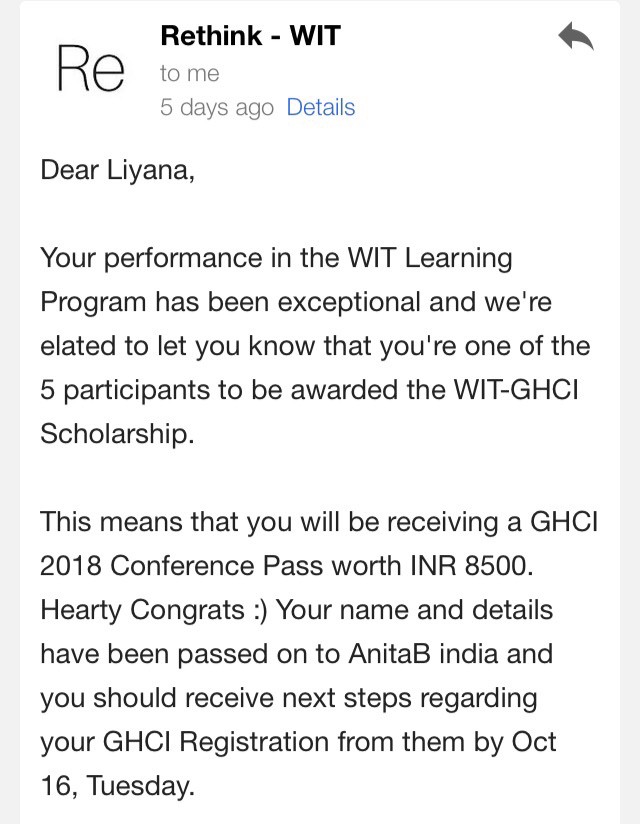 Re
Rethink - WIT
to me
5 days ago Details
Dear Liyana,
Your performance in the WIT Learning
Program has been exceptional and we're
elated to let you know that you're one of the
5 participants to be awarded the WIT-GHCI
Scholarship.
This means that you will be receiving a GHCI
2018 Conference Pass worth INR 8500.
Hearty Congrats :) Your name and details
have been passed on to AnitaB india and
you should receive next steps regarding
your GHCI Registration from them by Oct
16, Tuesday.